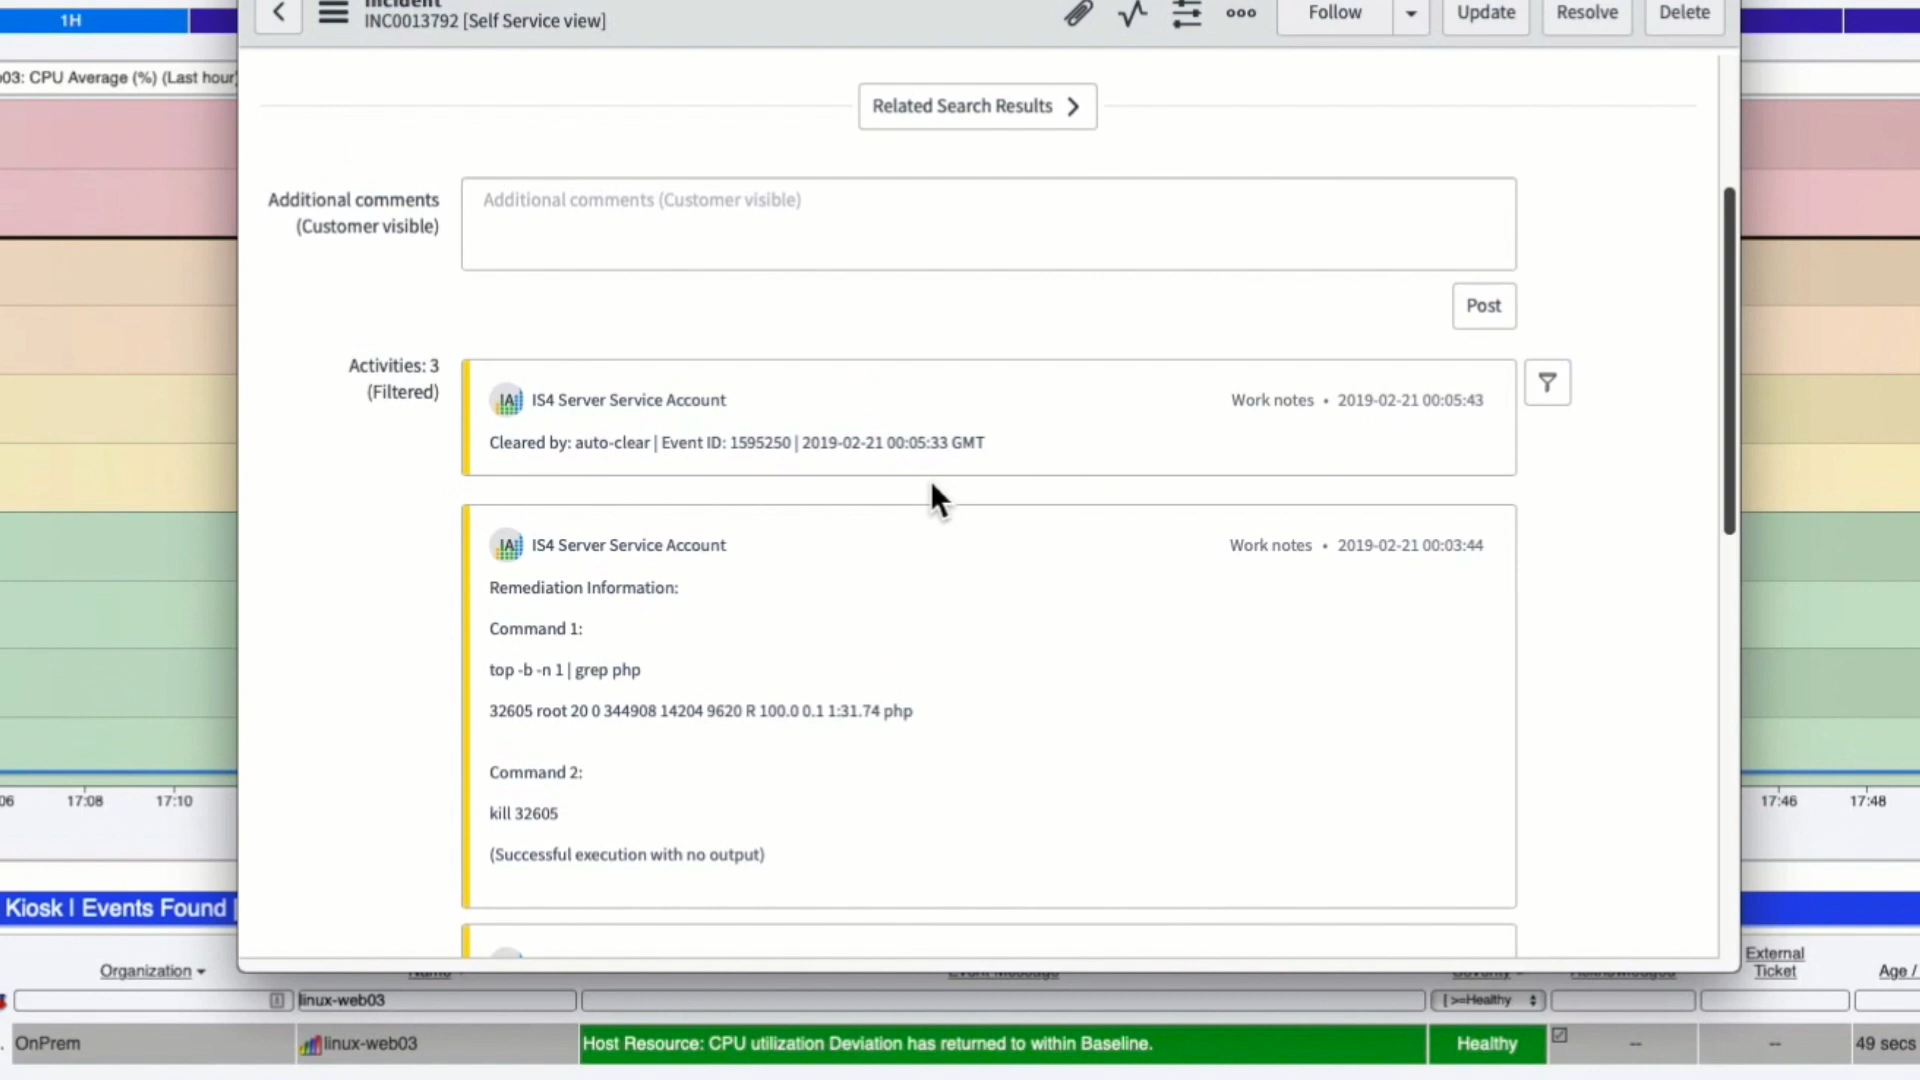 1H
Incident
INC0013792 [Self Service view]
Follow
Update
Resolve
Delete
03: CPU Average (%) (Last hour)
Related Search Results
Additional comments
(Customer visible)
Additional comments (Customer visible)
Post
Activities: 3
(Filtered)
IS4 Server Service Account
Work notes • 2019-02-21 00:05:43
Cleared by: auto-clear | Event ID: 1595250 | 2019-02-21 00:05:33 GMT
IS4 Server Service Account
Work notes • 2019-02-21 00:03:44
Remediation Information:
Command 1:
top -b -n 1 | grep php
32605 root 20 0 344908 14204 9620 R 100.0 0.1 1:31.74 php
Command 2:
kill 32605
(Successful execution with no output)
06 17:08 17:10
17:46 17:48
Kiosk | Events Found |
Organization
Name
Event Message
Severity
Acknowledged
External
Ticket
Age /
linux-web03
[ >=Healthy
OnPrem
linux-web03
Host Resource: CPU utilization Deviation has returned to within Baseline.
Healthy
--
--
49 secs